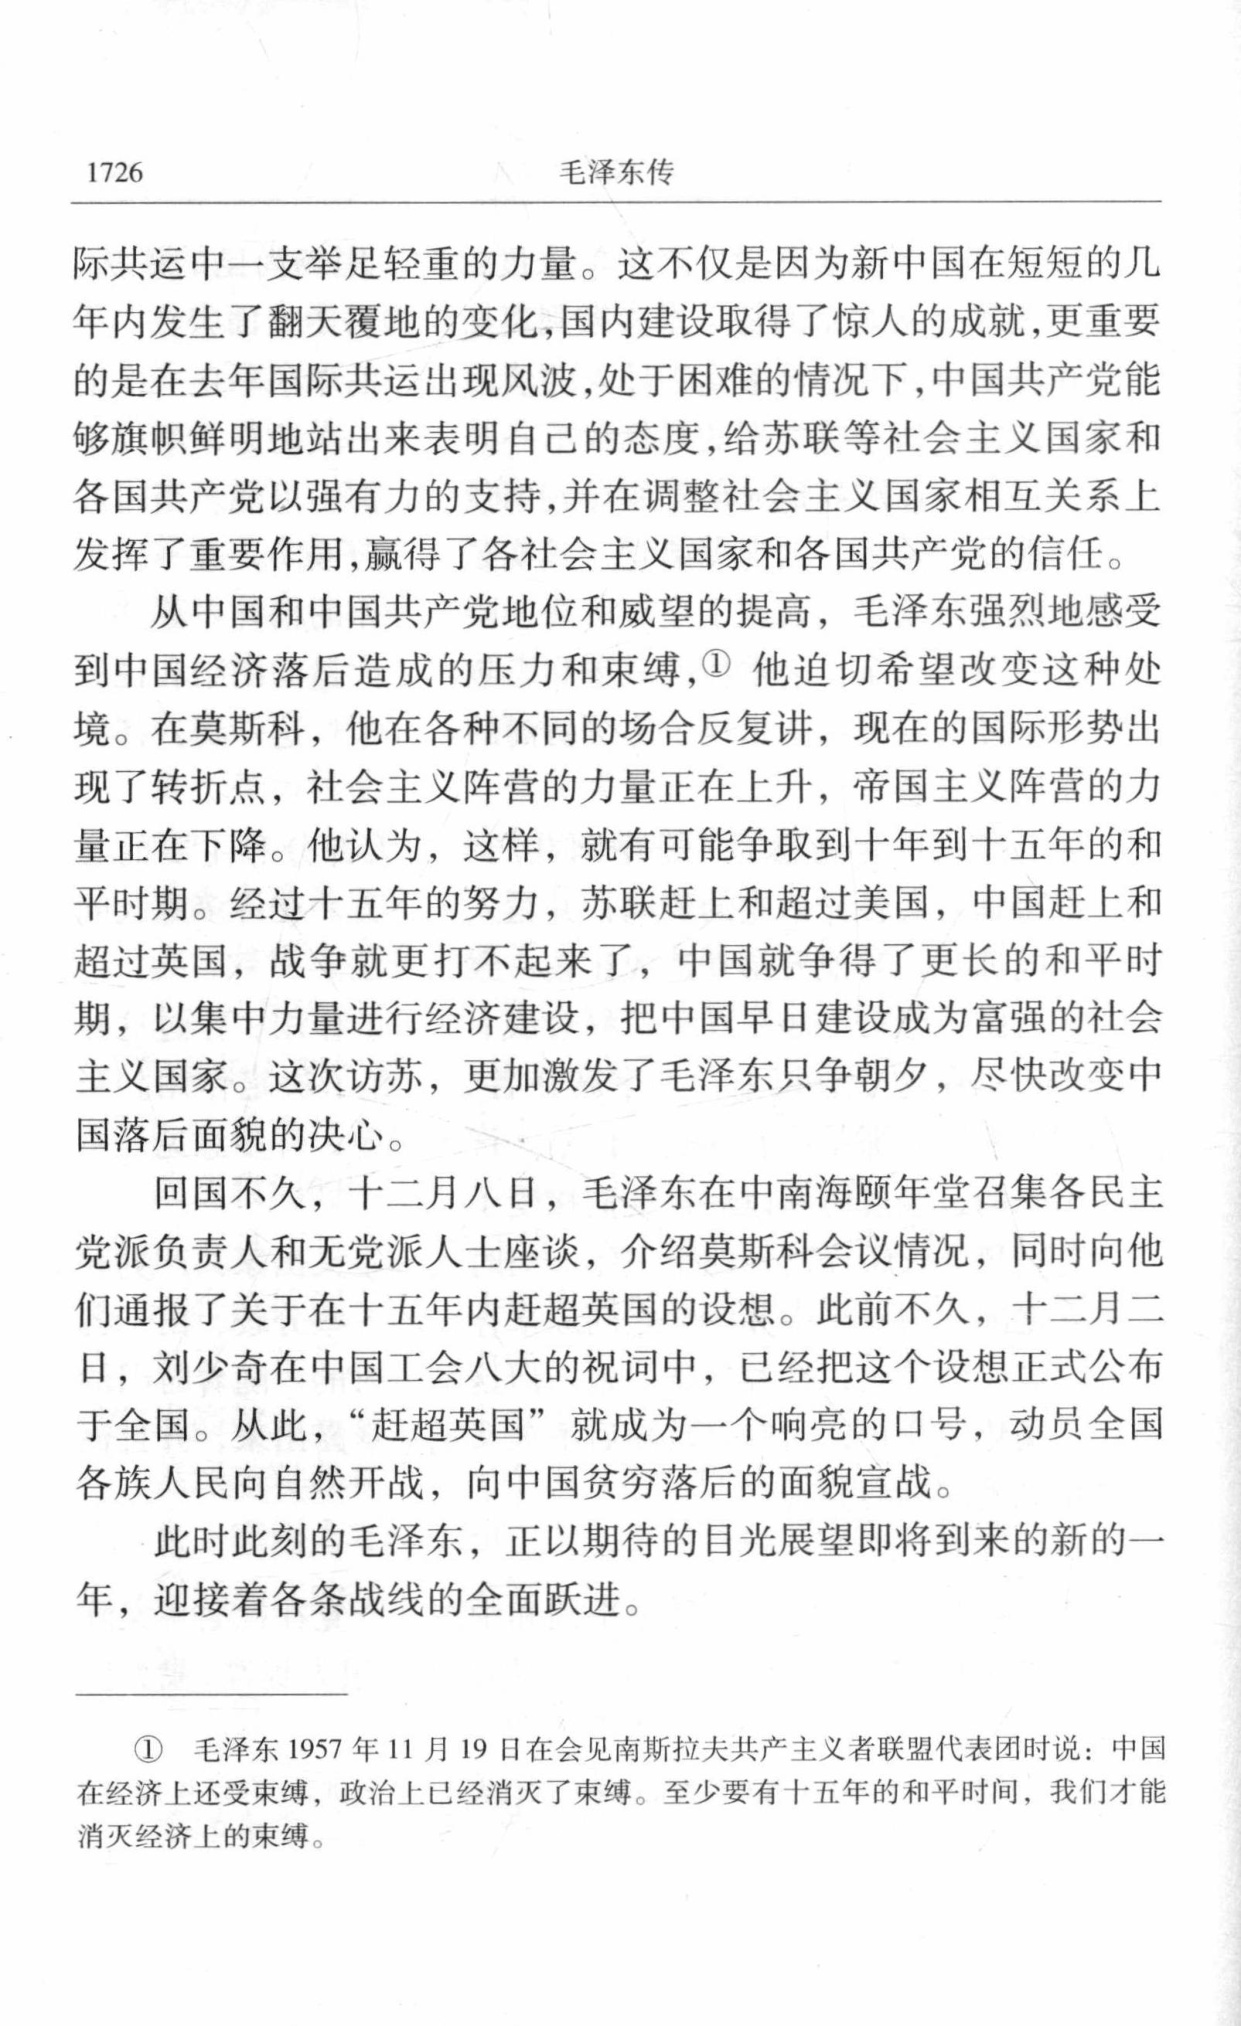 1726
毛泽东传
际共运中一支举足轻重的力量。这不仅是因为新中国在短短的几
年内发生了翻天覆地的变化,国内建设取得了惊人的成就,更重要
的是在去年国际共运出现风波,处于困难的情况下,中国共产党能
够旗帜鲜明地站出来表明自己的态度,给苏联等社会主义国家和
各国共产党以强有力的支持,并在调整社会主义国家相互关系上
发挥了重要作用,赢得了各社会主义国家和各国共产党的信任。
从中国和中国共产党地位和威望的提高，毛泽东强烈地感受
到中国经济落后造成的压力和束缚,① 他迫切希望改变这种处
境。在莫斯科，他在各种不同的场合反复讲，现在的国际形势出
现了转折点，社会主义阵营的力量正在上升，帝国主义阵营的力
量正在下降。他认为，这样，就有可能争取到十年到十五年的和
平时期。经过十五年的努力，苏联赶上和超过美国，中国赶上和
超过英国，战争就更打不起来了，中国就争得了更长的和平时
期，以集中力量进行经济建设，把中国早日建设成为富强的社会
主义国家。这次访苏，更加激发了毛泽东只争朝夕，尽快改变中
国落后面貌的决心。
回国不久，十二月八日，毛泽东在中南海颐年堂召集各民主
党派负责人和无党派人士座谈，介绍莫斯科会议情况，同时向他
们通报了关于在十五年内赶超英国的设想。此前不久，十二月二
日，刘少奇在中国工会八大的祝词中，已经把这个设想正式公布
于全国。从此，“赶超英国”就成为一个响亮的口号，动员全国
各族人民向自然开战，向中国贫穷落后的面貌宣战。
此时此刻的毛泽东，正以期待的目光展望即将到来的新的一
年，迎接着各条战线的全面跃进。
① 毛泽东 1957 年 11 月 19 日在会见南斯拉夫共产主义者联盟代表团时说：中国
在经济上还受束缚，政治上已经消灭了束缚。至少要有十五年的和平时间，我们才能
消灭经济上的束缚。